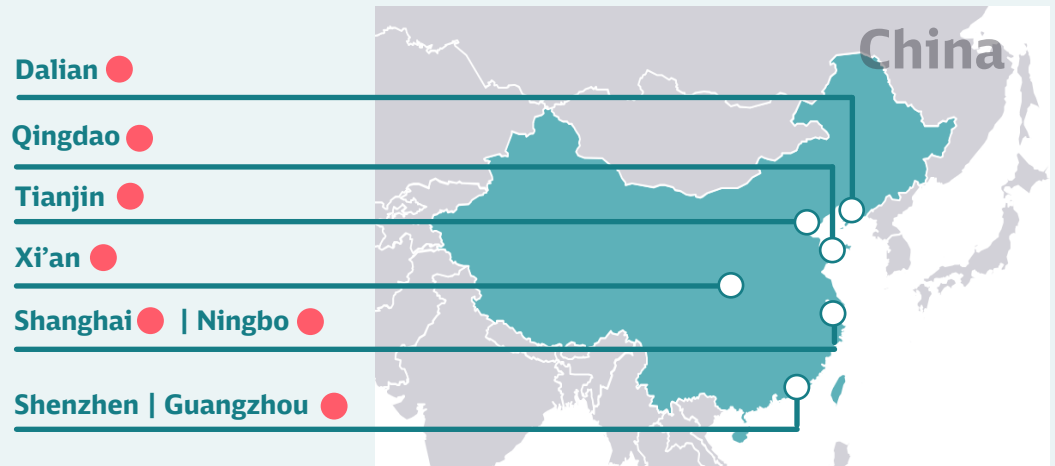 China
Dalian
Qingdao
Tianjin
Xi’an
Shanghai | Ningbo
Shenzhen | Guangzhou